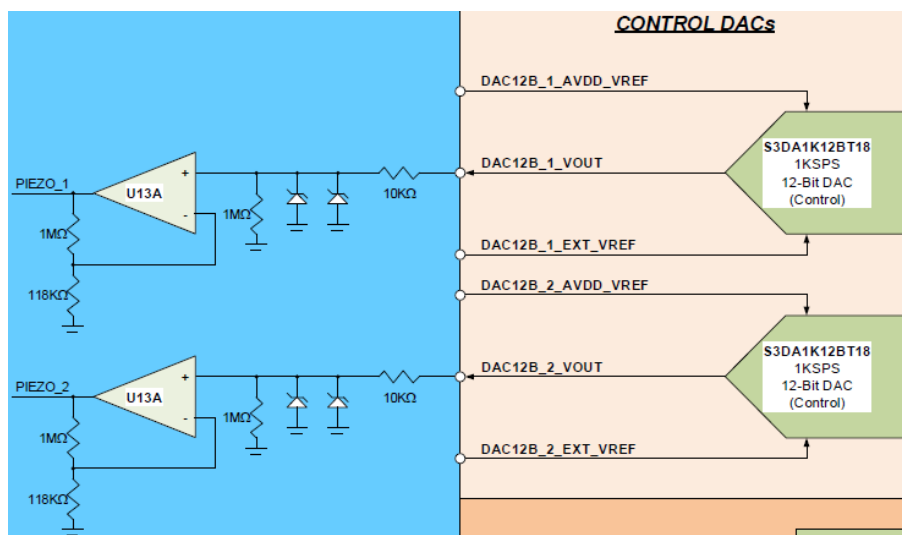 CONTROL DACs
DAC12B_1_AVDD_VREF
S3DA1K12BT18
1KSPS
12-Bit DAC
(Control)
DAC12B_1_VOUT
PIEZO_1
U13A
+
-
10KΩ
1MΩ
1MΩ
DAC12B_1_EXT_VREF
118KΩ
DAC12B_2_AVDD_VREF
S3DA1K12BT18
1KSPS
12-Bit DAC
(Control)
DAC12B_2_VOUT
PIEZO_2
U13A
+
-
10KΩ
1MΩ
1MΩ
DAC12B_2_EXT_VREF
118KΩ